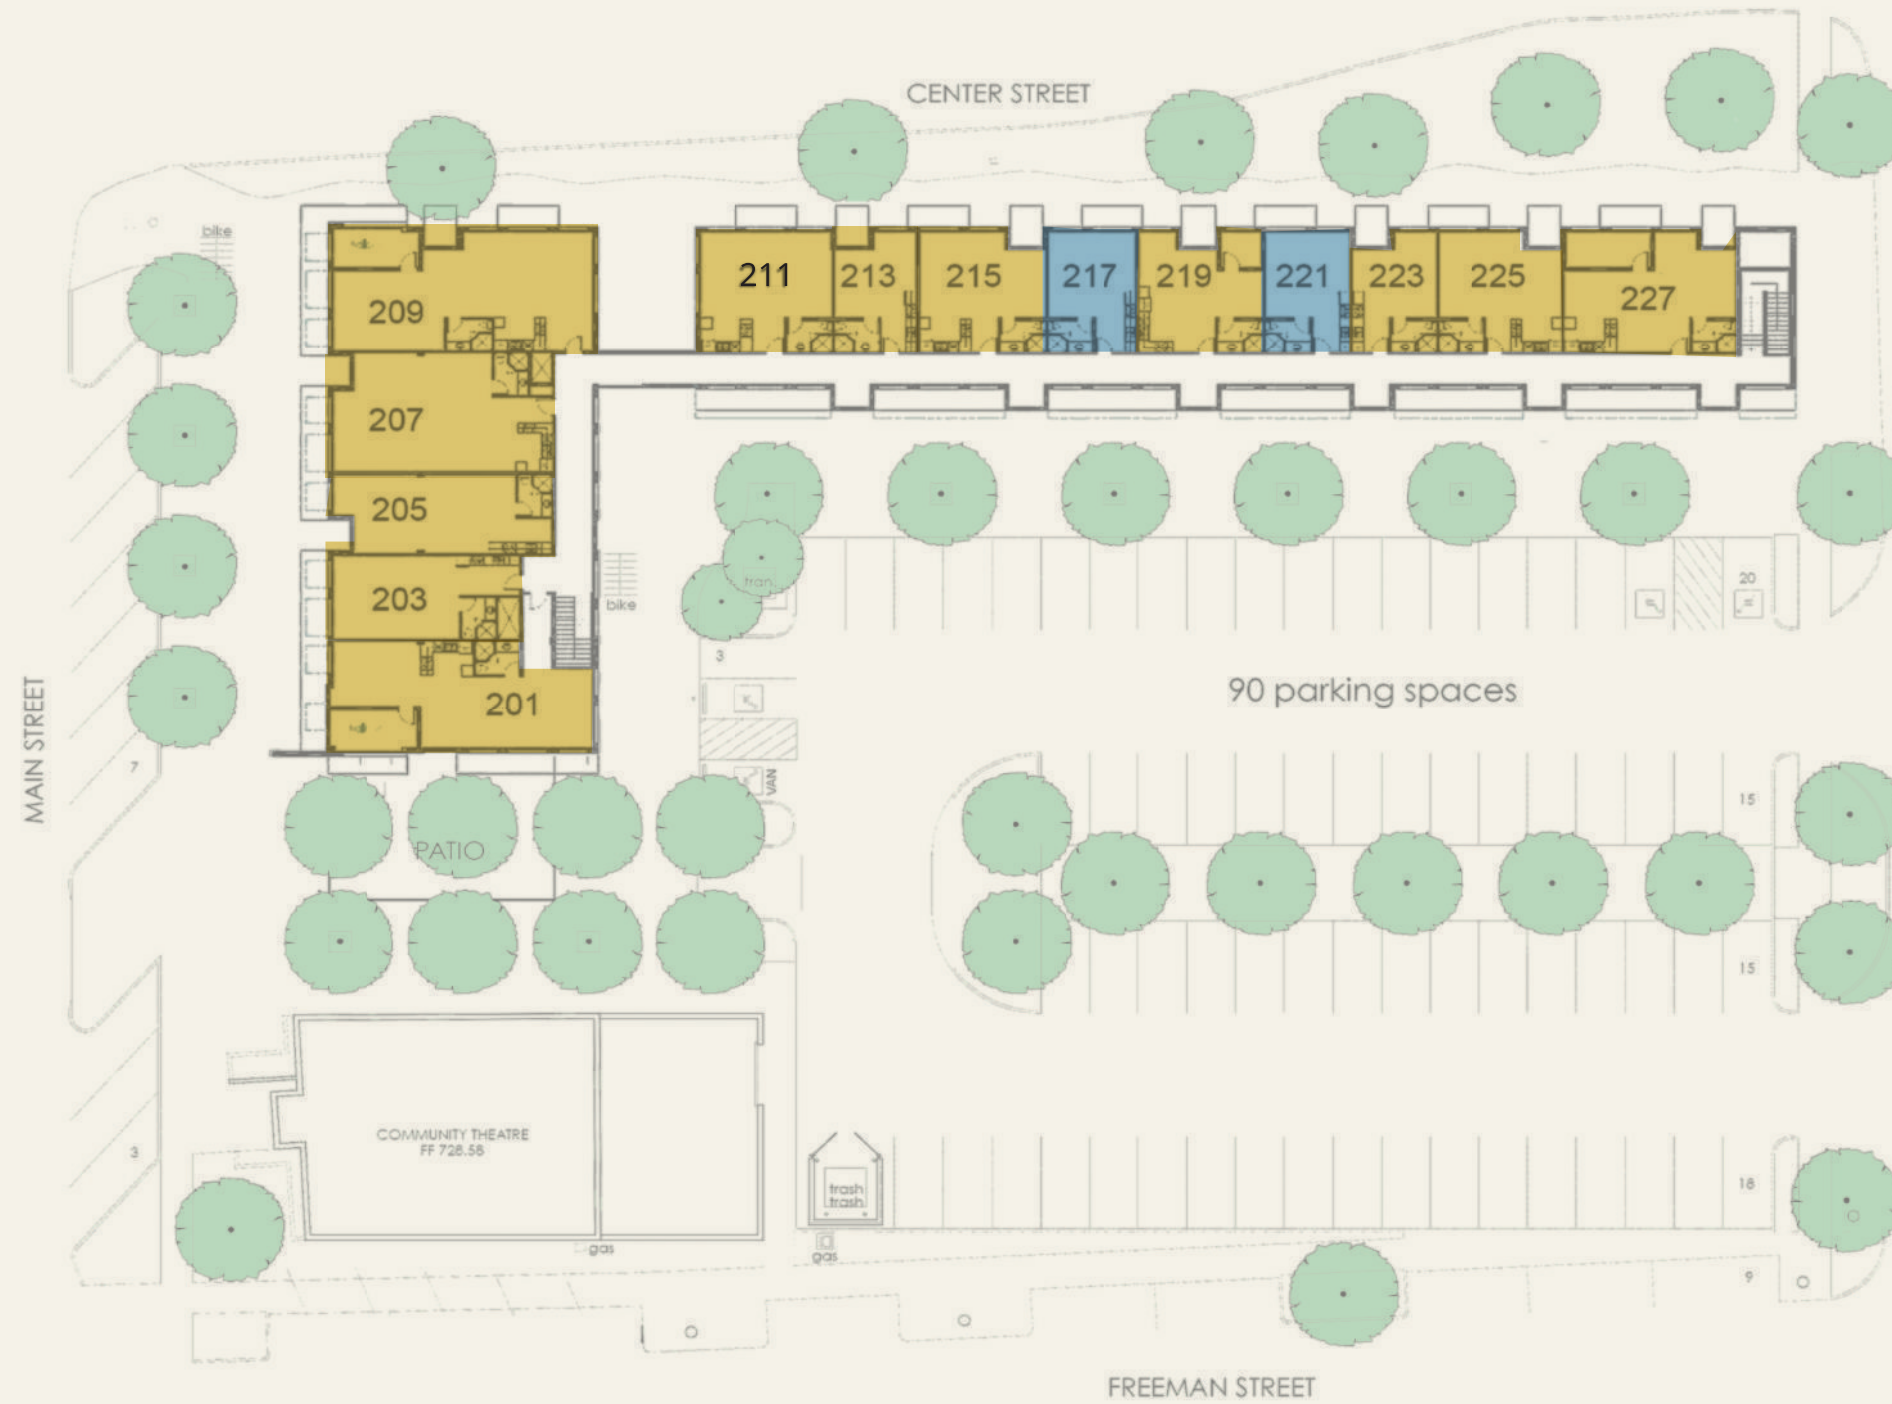 CENTER STREET
bike
211
213
215
217
219
221
223
225
227
209
207
205
203
201
tran.
bike
20
3
90 parking spaces
MAIN STREET
7
VAN
15
PATIO
15
COMMUNITY THEATRE
FF 728.58
3
trash
trash
18
gas
gas
9
FREEMAN STREET